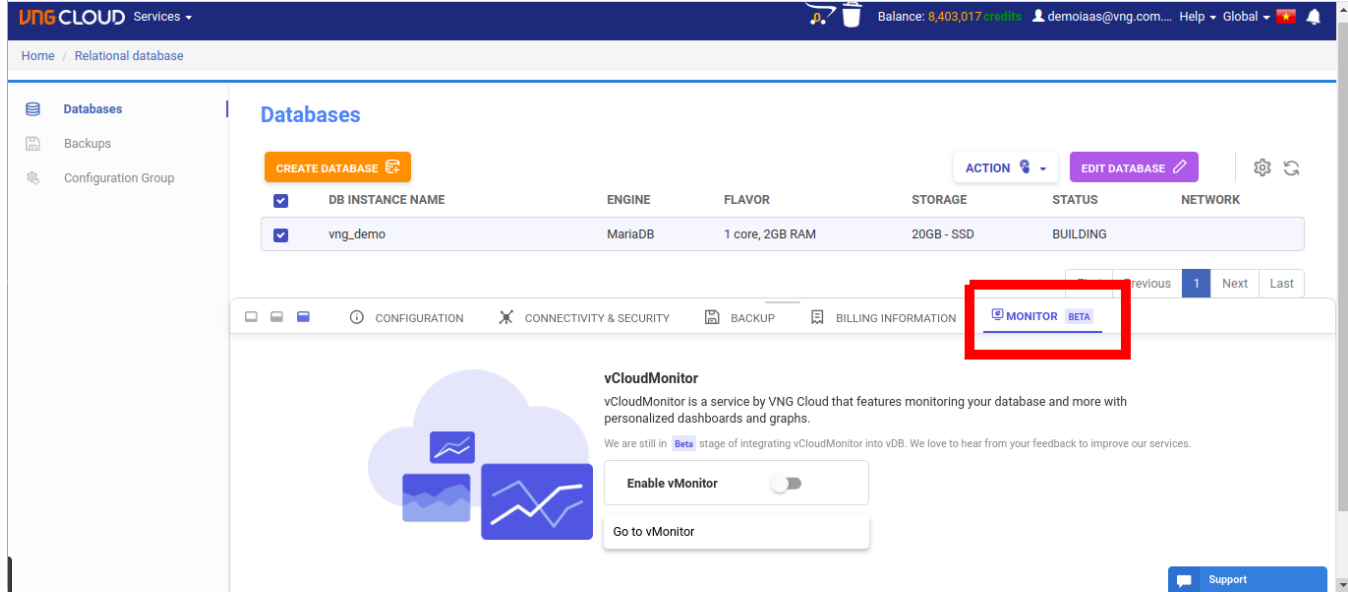 VNG CLOUD Services
Balance: 8,403,017 credits demoiaas@vng.com.... Help Global
Home / Relational database
Databases
Backups
Configuration Group
Databases
CREATE DATABASE
ACTION
EDIT DATABASE
DB INSTANCE NAME ENGINE FLAVOR STORAGE STATUS NETWORK
vng_demo MariaDB 1 core, 2GB RAM 20GB - SSD BUILDING
1 Next Last
CONFIGURATION CONNECTIVITY & SECURITY BACKUP BILLING INFORMATION MONITOR BETA
vCloudMonitor
vCloudMonitor is a service by VNG Cloud that features monitoring your database and more with
personalized dashboards and graphs.
We are still in Beta stage of integrating vCloudMonitor into vDB. We love to hear from your feedback to improve our services.
Enable vMonitor
Go to vMonitor
Support